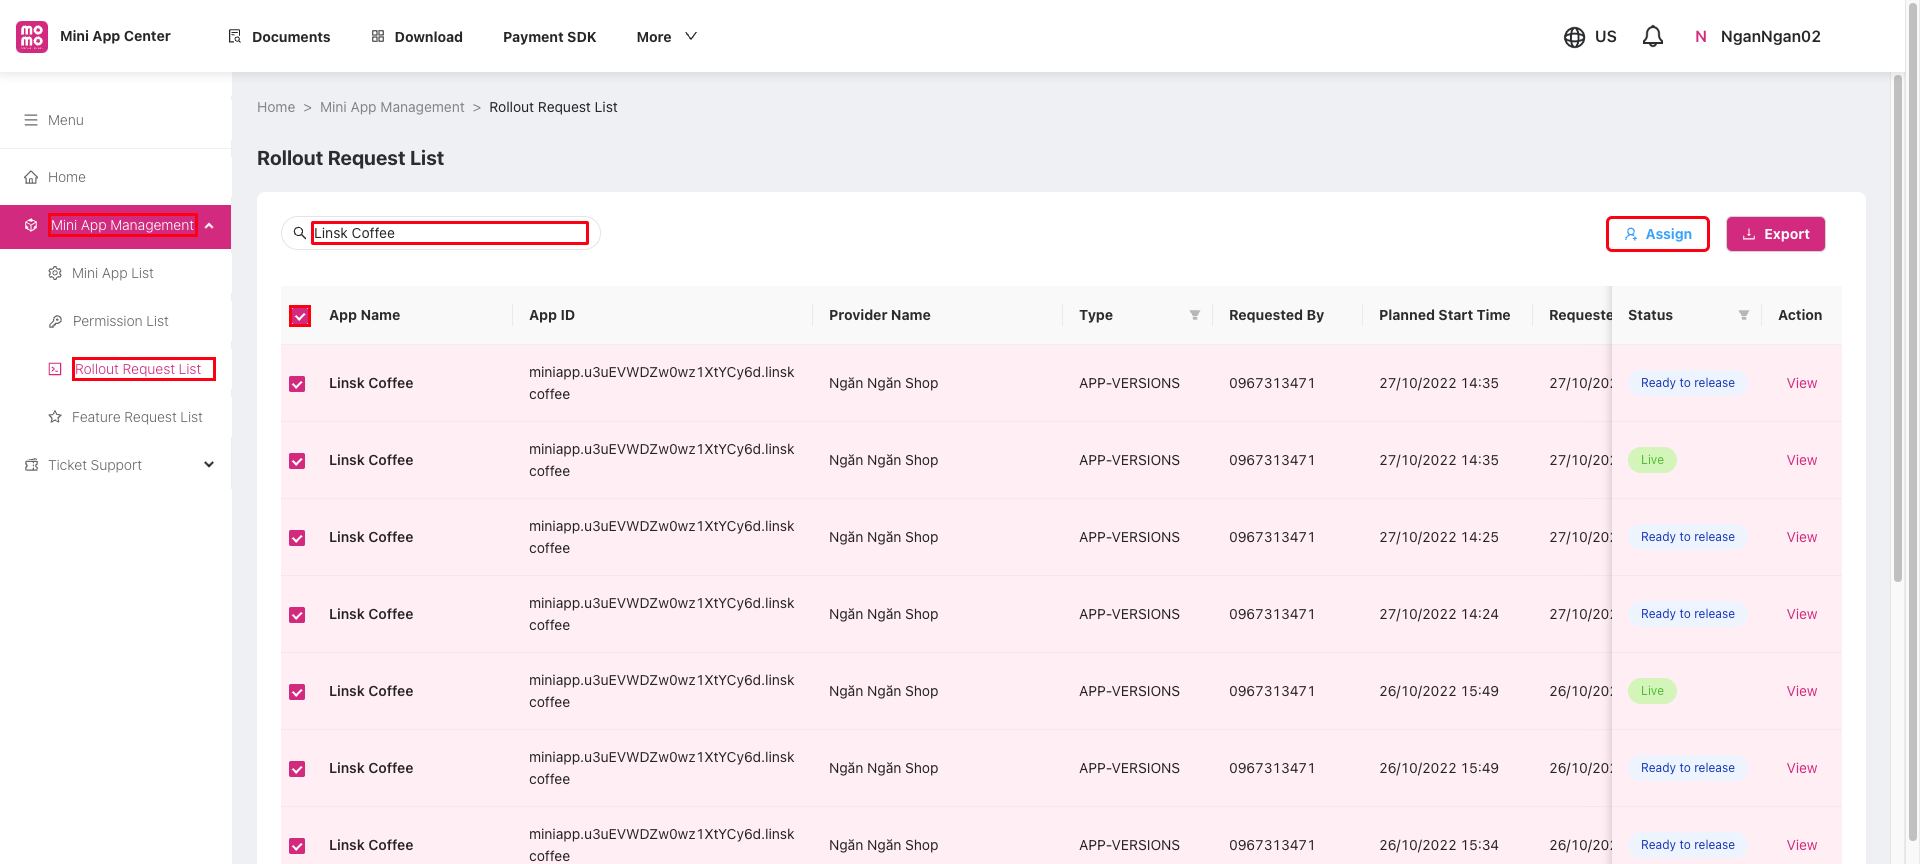 mo mo
Mini App Center
Documents
Download
Payment SDK
More
US
N NganNgan02
Menu
Home
Mini App Management
Mini App List
Permission List
Rollout Request List
Feature Request List
Ticket Support
Home > Mini App Management > Rollout Request List
Rollout Request List
Linsk Coffee
Assign
Export
App Name App ID Provider Name Type Requested By Planned Start Time Requeste Status Action
Linsk Coffee miniapp.u3uEVWDZw0wz1XtYCy6d.linsk
coffee
Ngăn Ngăn Shop APP-VERSIONS 0967313471 27/10/2022 14:35 27/10/202 Ready to release View
Linsk Coffee miniapp.u3uEVWDZw0wz1XtYCy6d.linsk
coffee
Ngăn Ngăn Shop APP-VERSIONS 0967313471 27/10/2022 14:35 27/10/202 Live View
Linsk Coffee miniapp.u3uEVWDZw0wz1XtYCy6d.linsk
coffee
Ngăn Ngăn Shop APP-VERSIONS 0967313471 27/10/2022 14:25 27/10/202 Ready to release View
Linsk Coffee miniapp.u3uEVWDZw0wz1XtYCy6d.linsk
coffee
Ngăn Ngăn Shop APP-VERSIONS 0967313471 27/10/2022 14:24 27/10/202 Ready to release View
Linsk Coffee miniapp.u3uEVWDZw0wz1XtYCy6d.linsk
coffee
Ngăn Ngăn Shop APP-VERSIONS 0967313471 26/10/2022 15:49 26/10/202 Live View
Linsk Coffee miniapp.u3uEVWDZw0wz1XtYCy6d.linsk
coffee
Ngăn Ngăn Shop APP-VERSIONS 0967313471 26/10/2022 15:49 26/10/202 Ready to release View
Linsk Coffee miniapp.u3uEVWDZw0wz1XtYCy6d.linsk
coffee
Ngăn Ngăn Shop APP-VERSIONS 0967313471 26/10/2022 15:34 26/10/202 Ready to release View